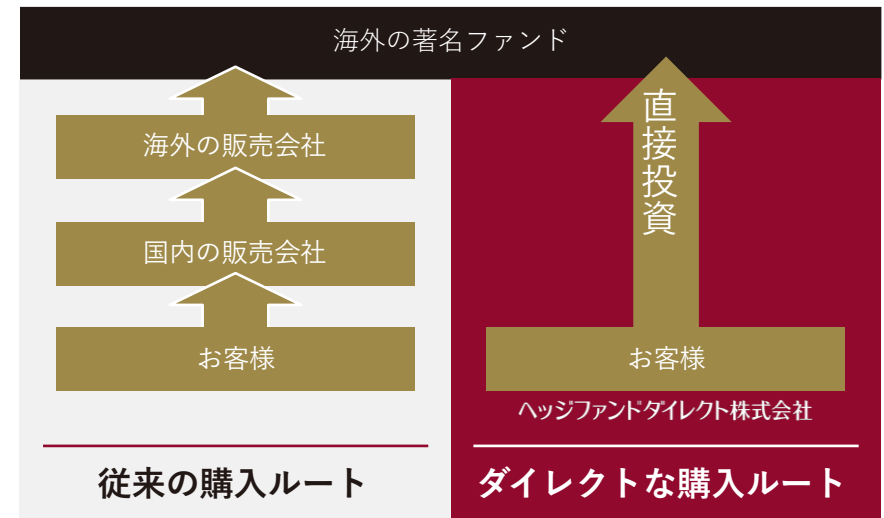 海外の著名ファンド
海外の販売会社
国内の販売会社
お客様
従来の購入ルート
直接投資
お客様
ヘッジファンドダイレクト株式会社
ダイレクトな購入ルート